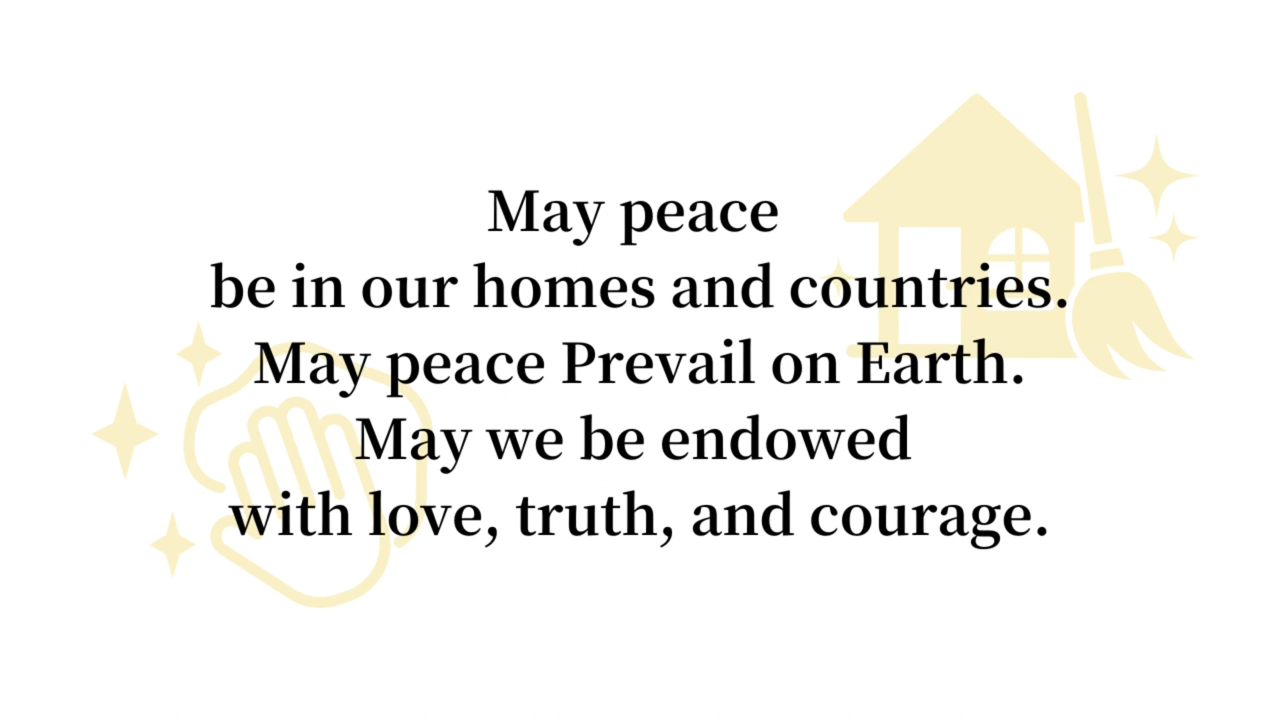 May peace
be in our homes and countries.
May peace Prevail on Earth.
May we be endowed
with love, truth, and courage.